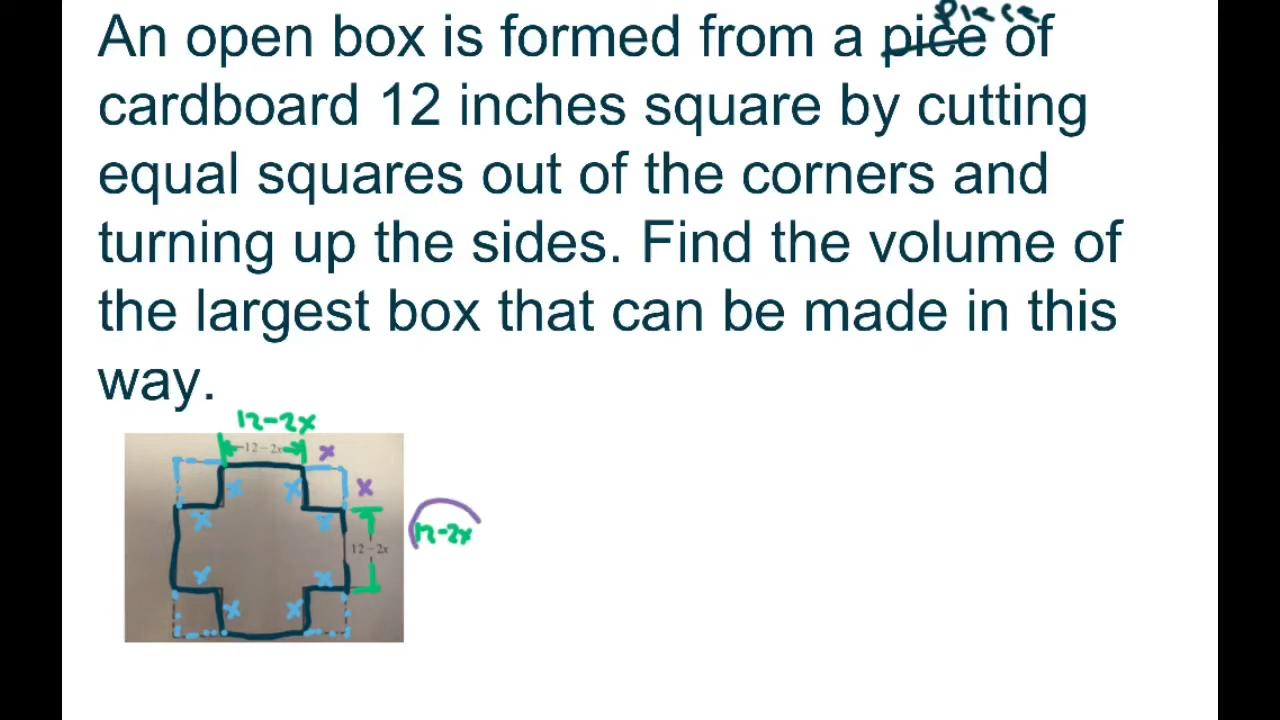 piece
An open box is formed from a pice of
cardboard 12 inches square by cutting
equal squares out of the corners and
turning up the sides. Find the volume of
the largest box that can be made in this
way.
12-2x
12-2x
x
x
x
x
x
x
x
12-2x
12-2x
x
x
x
x